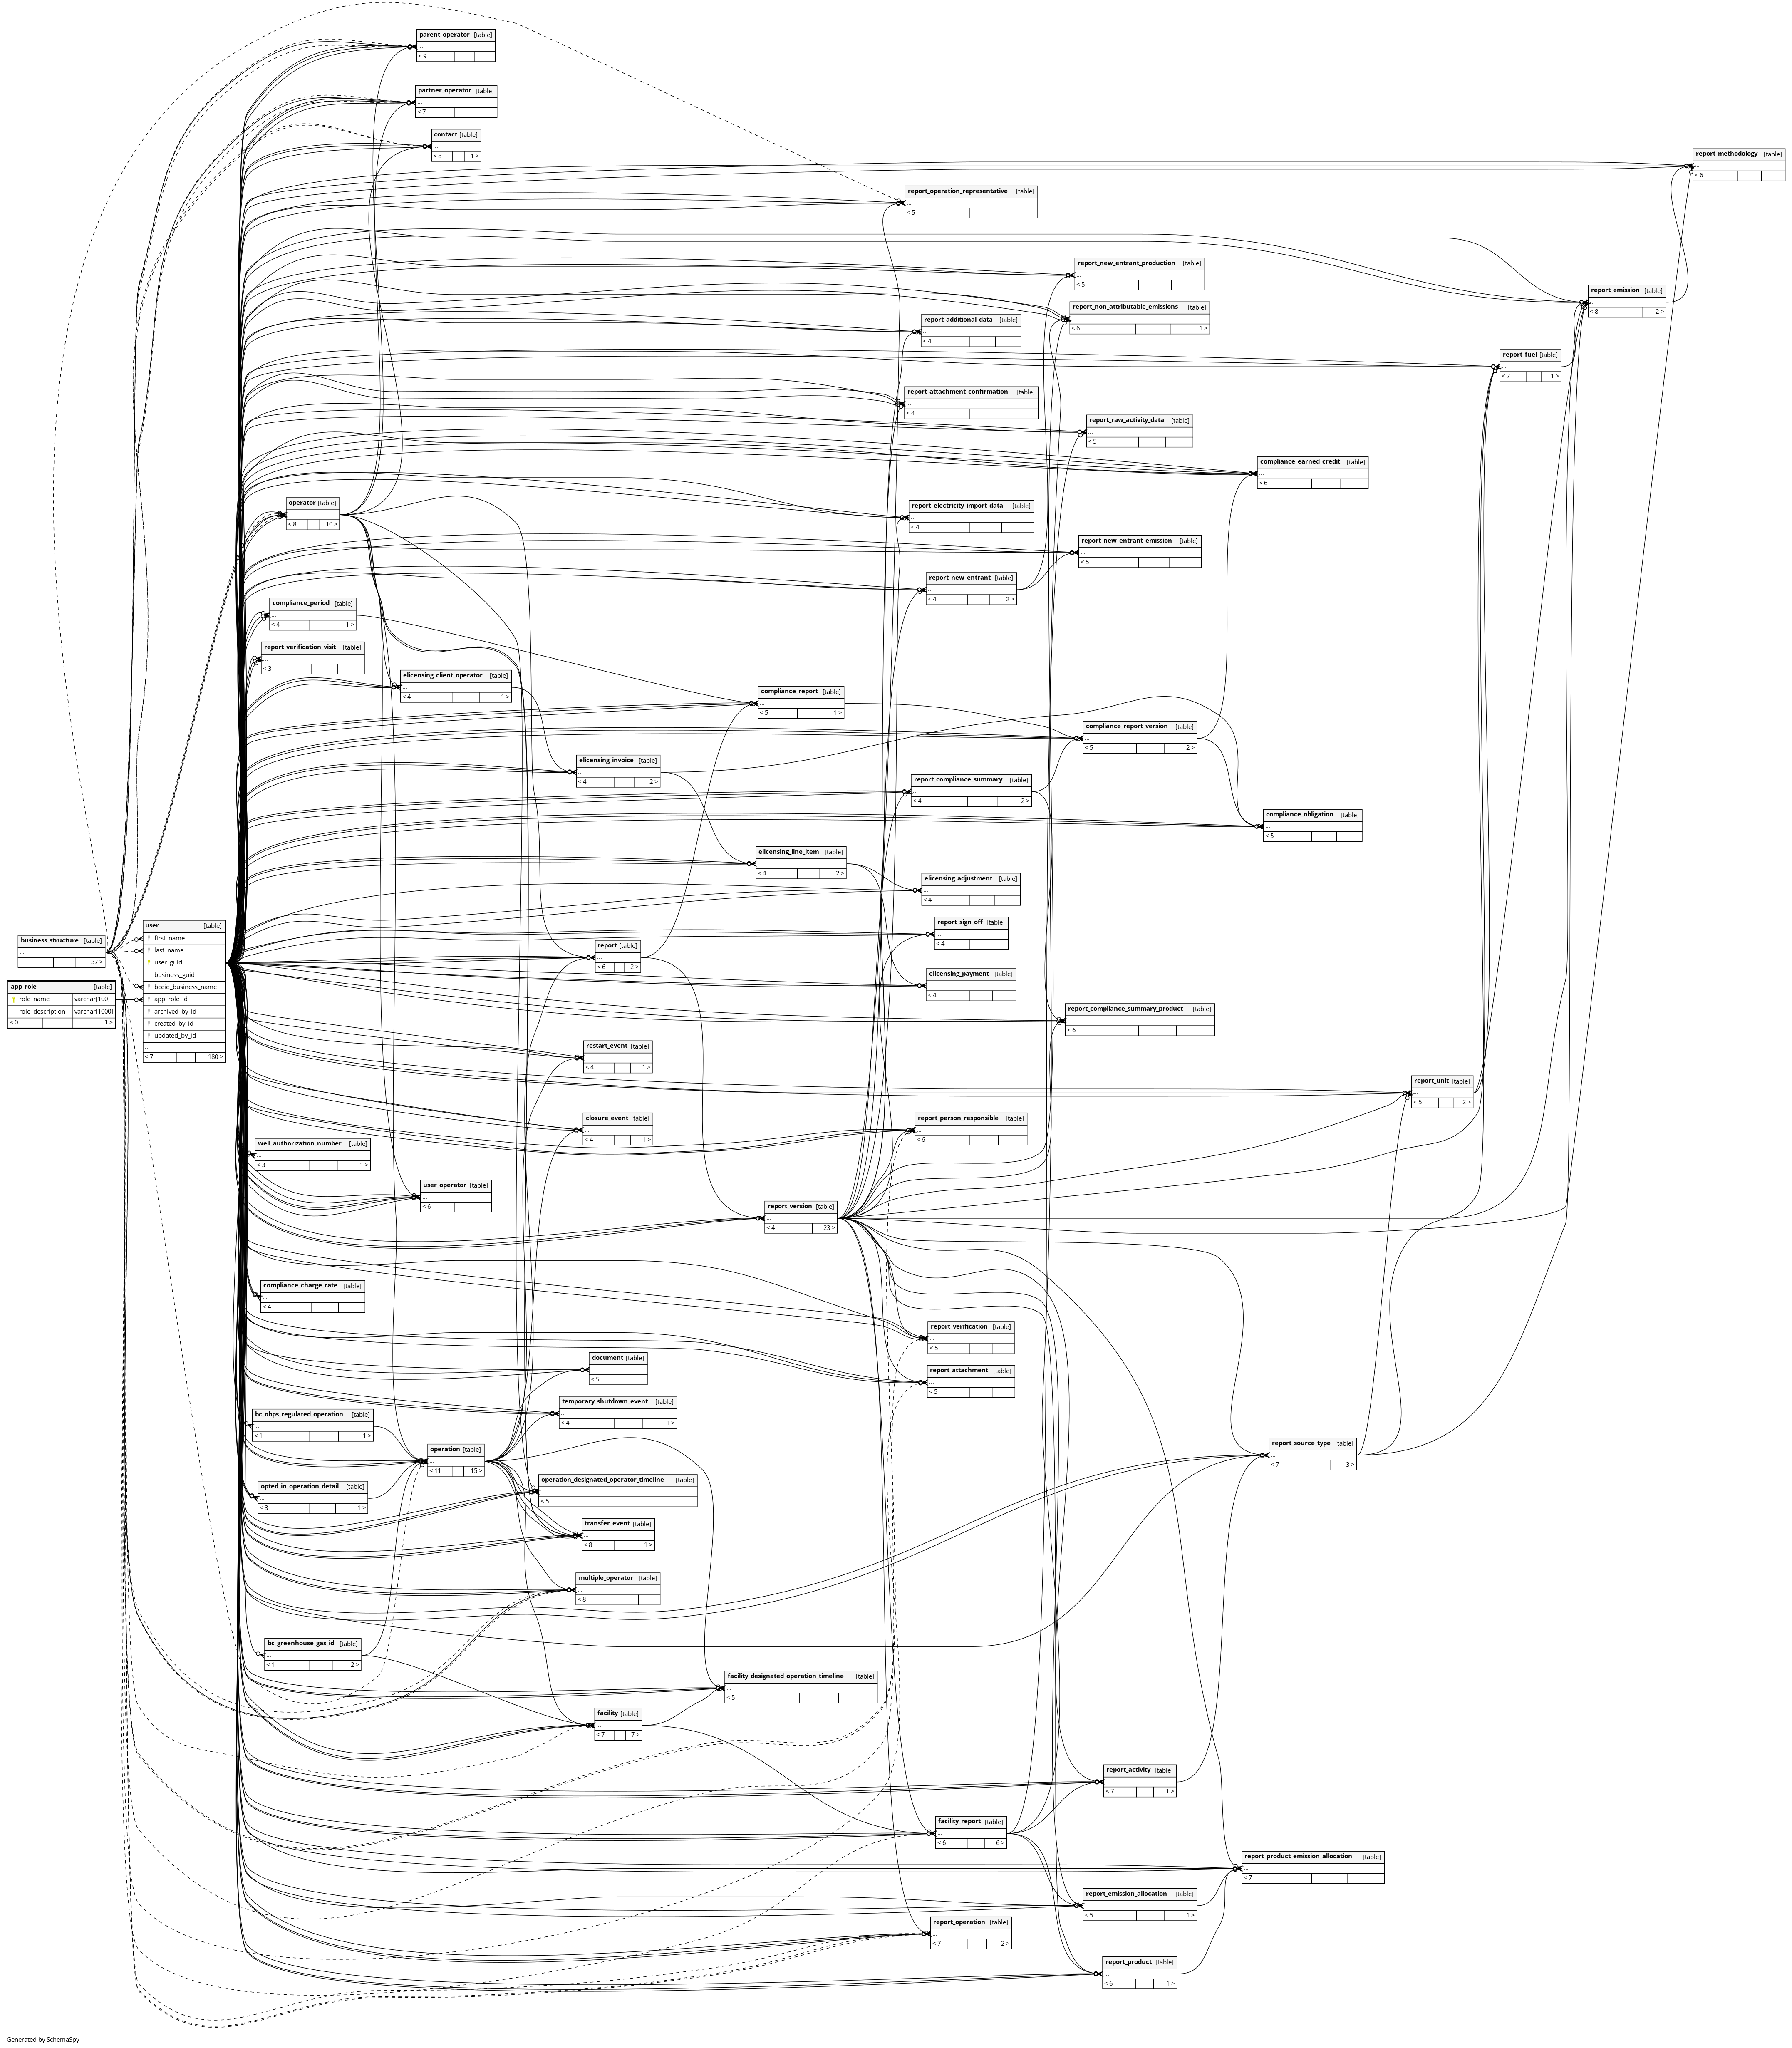 parent_operator [table]
...
< 9
partner_operator [table]
...
< 7
contact [table]
...
< 8 1 >
report_methodology [table]
...
< 6
report_operation_representative [table]
...
< 5
report_new_entrant_production [table]
...
< 5
report_emission [table]
...
< 8 2 >
report_non_attributable_emissions [table]
...
< 6 1 >
report_additional_data [table]
...
< 4
report_fuel [table]
...
< 7 1 >
report_attachment_confirmation [table]
...
< 4
report_raw_activity_data [table]
...
< 5
compliance_earned_credit [table]
...
< 6
operator [table]
...
< 8 10 >
report_electricity_import_data [table]
...
< 4
report_new_entrant_emission [table]
...
< 5
report_new_entrant [table]
...
< 4 2 >
compliance_period [table]
...
< 4 1 >
report_verification_visit [table]
...
< 3
elicensing_client_operator [table]
...
< 4 1 >
compliance_report [table]
...
< 5 1 >
compliance_report_version [table]
...
< 5 2 >
elicensing_invoice [table]
...
< 4 2 >
report_compliance_summary [table]
...
< 4 2 >
compliance_obligation [table]
...
< 5
elicensing_line_item [table]
...
< 4 2 >
elicensing_adjustment [table]
...
< 4
report_sign_off [table]
...
< 4
user [table]
first_name
last_name
user_guid
business_guid
bceid_business_name
app_role_id
archived_by_id
created_by_id
updated_by_id
...
< 7 180 >
business_structure [table]
...
37 >
app_role [table]
role_name varchar[100]
role_description varchar[1000]
< 0 1 >
report [table]
...
< 6 2 >
elicensing_payment [table]
...
< 4
report_compliance_summary_product [table]
...
< 6
restart_event [table]
...
< 4 1 >
report_unit [table]
...
< 5 2 >
closure_event [table]
...
< 4 1 >
report_person_responsible [table]
...
< 6
well_authorization_number [table]
...
< 3 1 >
user_operator [table]
...
< 6
report_version [table]
...
< 4 23 >
compliance_charge_rate [table]
...
< 4
report_verification [table]
...
< 5
document [table]
...
< 5
report_attachment [table]
...
< 5
temporary_shutdown_event [table]
...
< 4 1 >
bc_obps_regulated_operation [table]
...
< 1 1 >
operation [table]
...
< 11 15 >
report_source_type [table]
...
< 7 3 >
opted_in_operation_detail [table]
...
< 3 1 >
operation_designated_operator_timeline [table]
...
< 5
transfer_event [table]
...
< 8 1 >
multiple_operator [table]
...
< 8
bc_greenhouse_gas_id [table]
...
< 1 2 >
facility_designated_operation_timeline [table]
...
< 5
facility [table]
...
< 7 7 >
report_activity [table]
...
< 7 1 >
facility_report [table]
...
< 6 6 >
report_product_emission_allocation [table]
...
< 7
report_emission_allocation [table]
...
< 5 1 >
report_operation [table]
...
< 7 2 >
report_product [table]
...
< 6 1 >
Generated by SchemaSpy